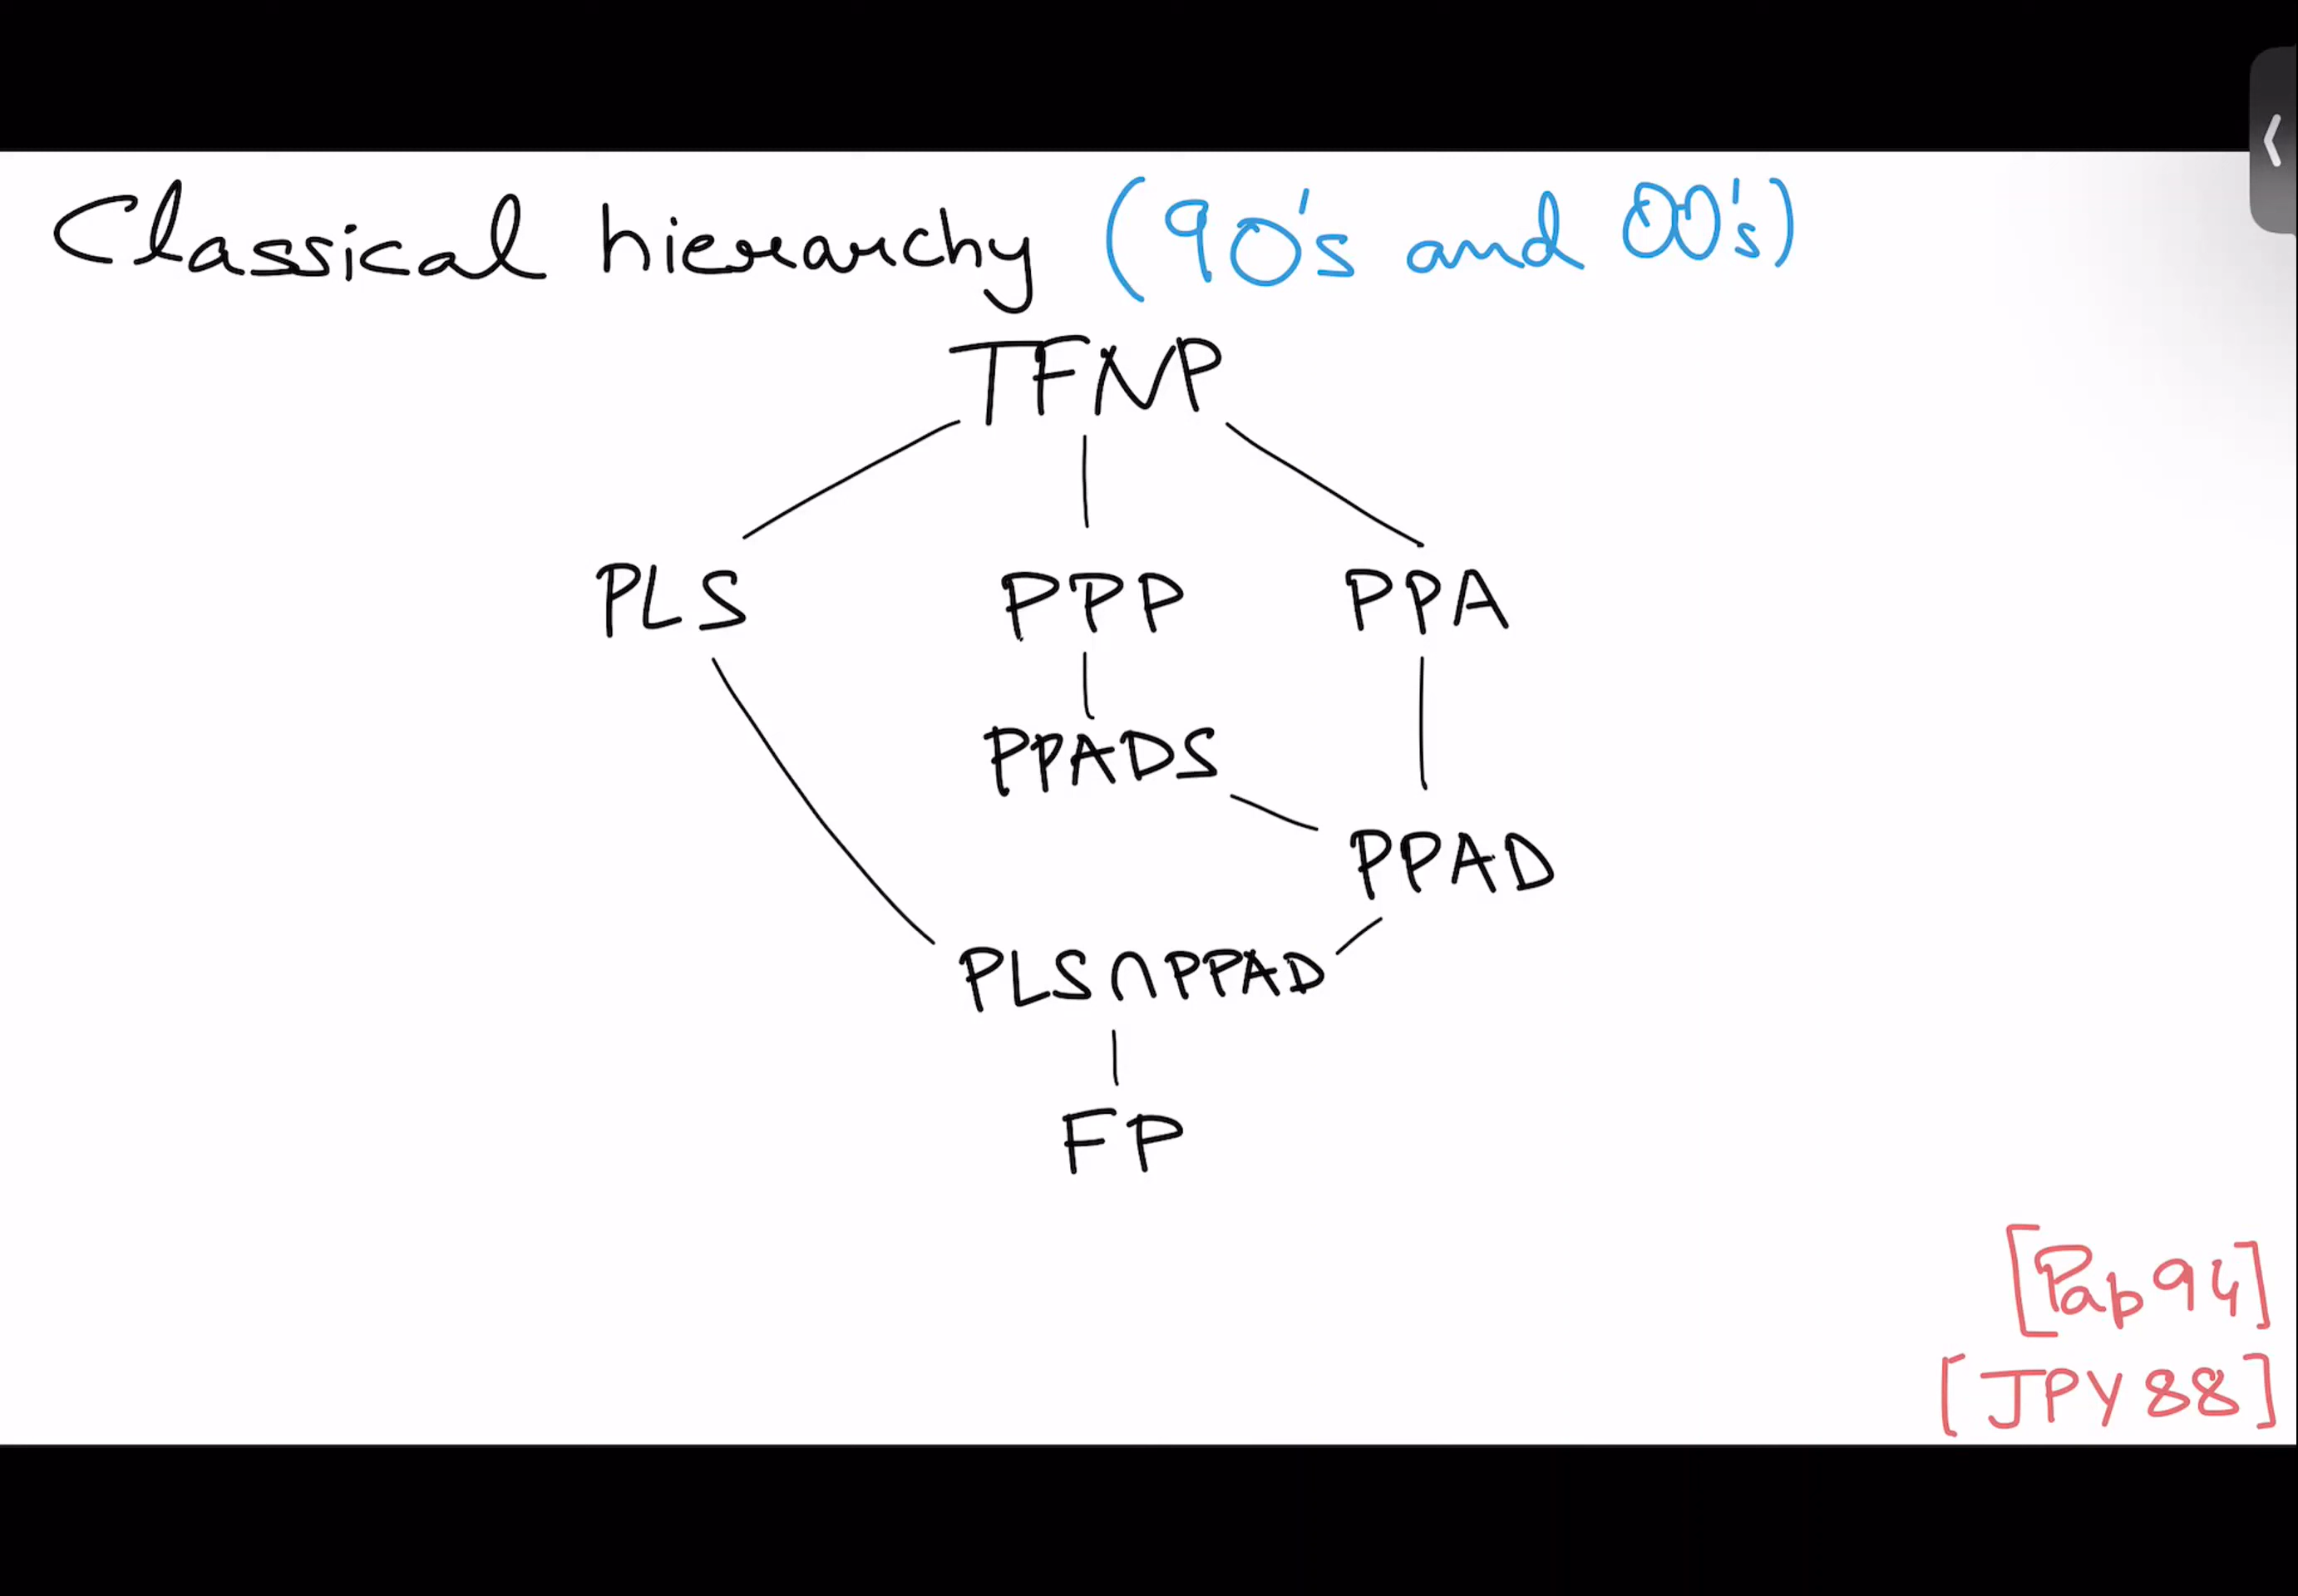 Classical hierarchy (90's and 00's)
TFNP
PLS PPP PPA
PPADS
PPAD
PLS∩PPAD
FP
[Pap94]
[JPY88]